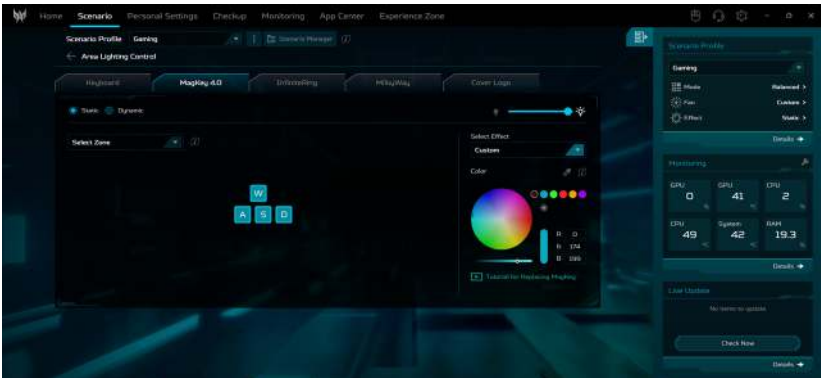 Home Scenario Personal Settings Checkup Monitoring App Center Experience Zone
Scenario Profile Gaming Scenario Manager
Area Lighting Control
Keyboard MagKey 4.0 InfiniteRing MilkyWay Cover Logo
Static Dynamic
Select Zone
W
A S D
Select Effect
Custom
Color
R 0
G 174
B 199
Tutorial for Replacing MagKey
Scenario Profile
Gaming
Mode Balanced >
Fan Custom >
Effect Static >
Details
Monitoring
GPU 0 %
GPU 41 °C
CPU 2 %
CPU 49 °C
System 42 °C
RAM 19.3 %
Details
Live Update
No items to update
Check Now
Details